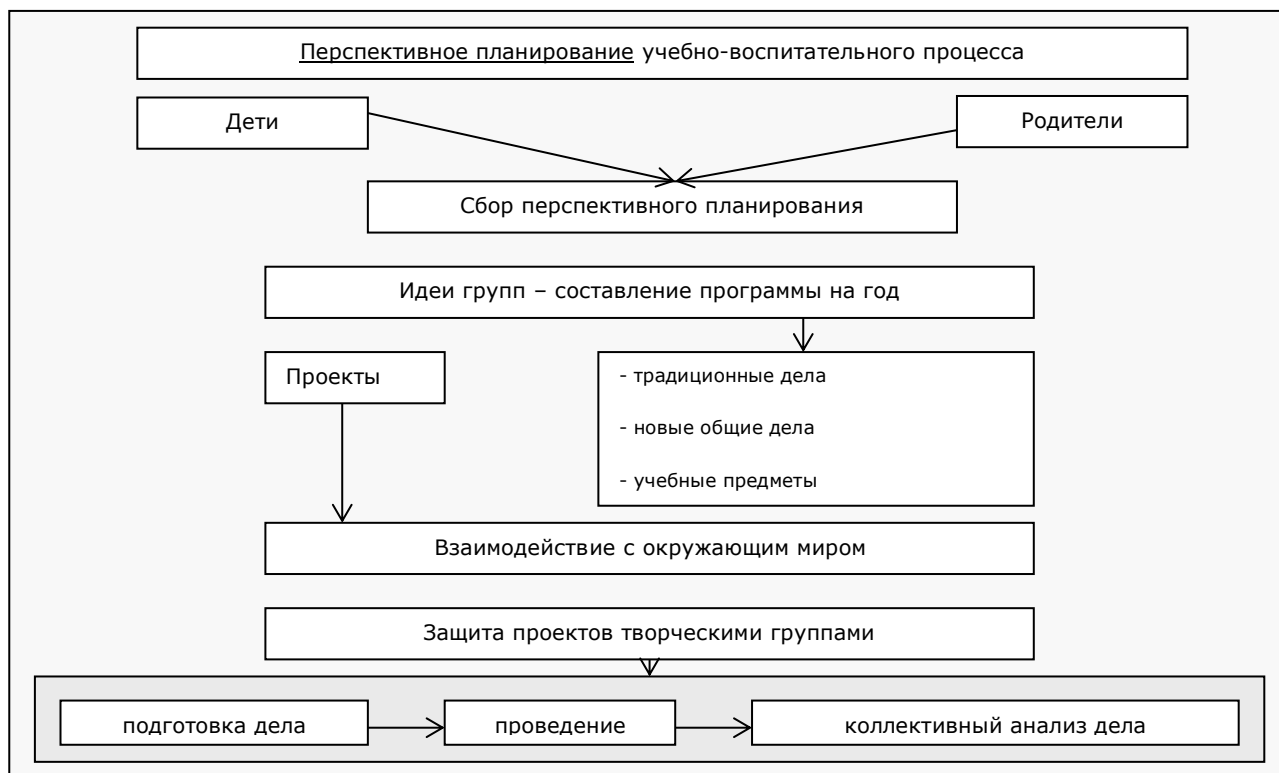 Перспективное планирование учебно-воспитательного процесса
Дети
Родители
Сбор перспективного планирования
Идеи групп – составление программы на год
Проекты
- традиционные дела
- новые общие дела
- учебные предметы
Взаимодействие с окружающим миром
Защита проектов творческими группами
подготовка дела
проведение
коллективный анализ дела